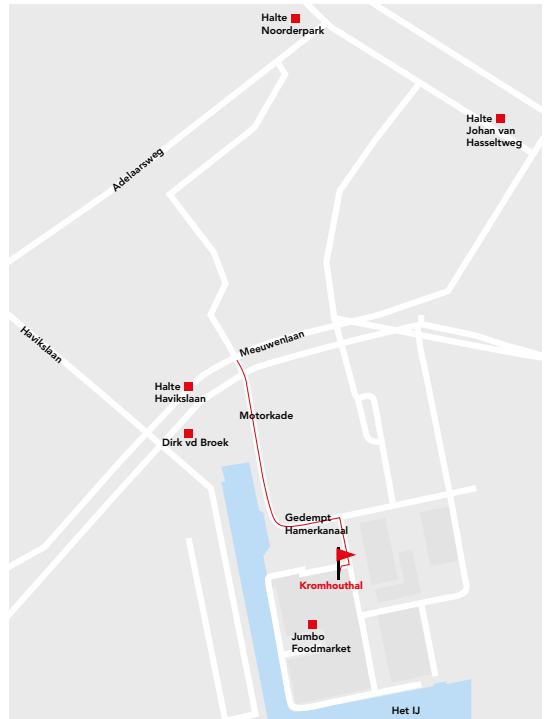 Halte
Noorderpark
Halte
Johan van
Hasseltweg
Adelaarsweg
Havikslaan
Meeuwenlaan
Halte
Havikslaan
Motorkade
Dirk vd Broek
Gedempt
Hamerkanaal
Kromhouthal
Jumbo
Foodmarket
Het IJ